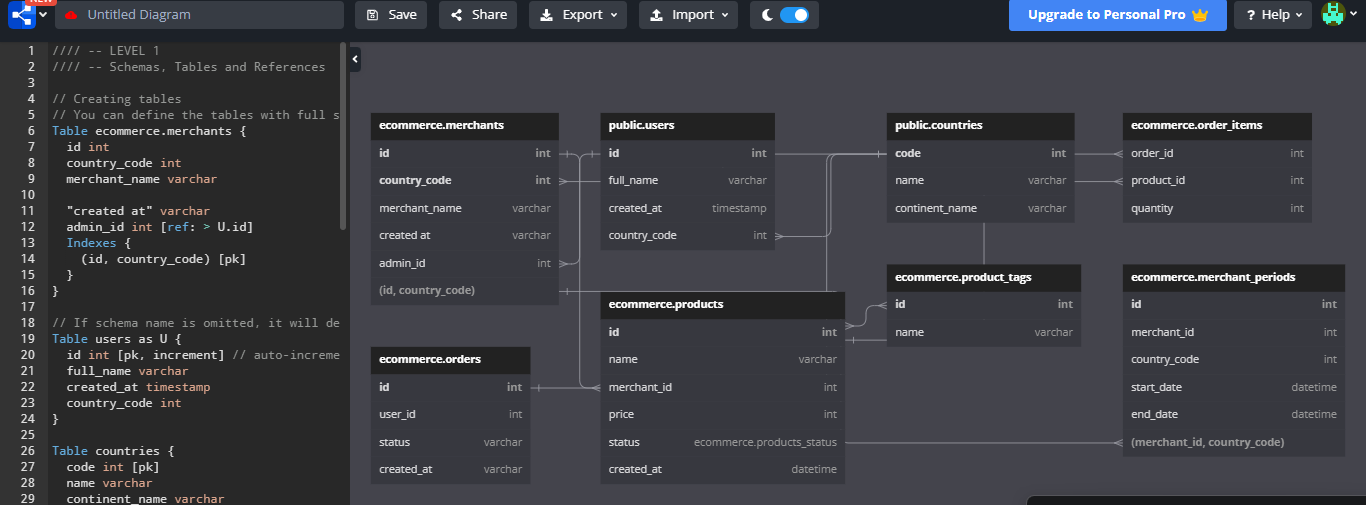 NEW
Untitled Diagram
Save
Share
Export
Import
Upgrade to Personal Pro
? Help
1 //// -- LEVEL 1
2 //// -- Schemas, Tables and References
3
4 // Creating tables
5 // You can define the tables with full s
6 Table ecommerce.merchants {
7 id int
8 country_code int
9 merchant_name varchar
10
11 "created at" varchar
12 admin_id int [ref: > U.id]
13 Indexes {
14 (id, country_code) [pk]
15 }
16 }
17
18 // If schema name is omitted, it will de
19 Table users as U {
20 id int [pk, increment] // auto-increme
21 full_name varchar
22 created_at timestamp
23 country_code int
24 }
25
26 Table countries {
27 code int [pk]
28 name varchar
29 continent_name varchar
ecommerce.merchants
id int
country_code int
merchant_name varchar
created at varchar
admin_id int
(id, country_code)
public.users
id int
full_name varchar
created_at timestamp
country_code int
public.countries
code int
name varchar
continent_name varchar
ecommerce.order_items
order_id int
product_id int
quantity int
ecommerce.orders
id int
user_id int
status varchar
created_at varchar
ecommerce.products
id int
name varchar
merchant_id int
price int
status ecommerce.products_status
created_at datetime
ecommerce.product_tags
id int
name varchar
ecommerce.merchant_periods
id int
merchant_id int
country_code int
start_date datetime
end_date datetime
(merchant_id, country_code)